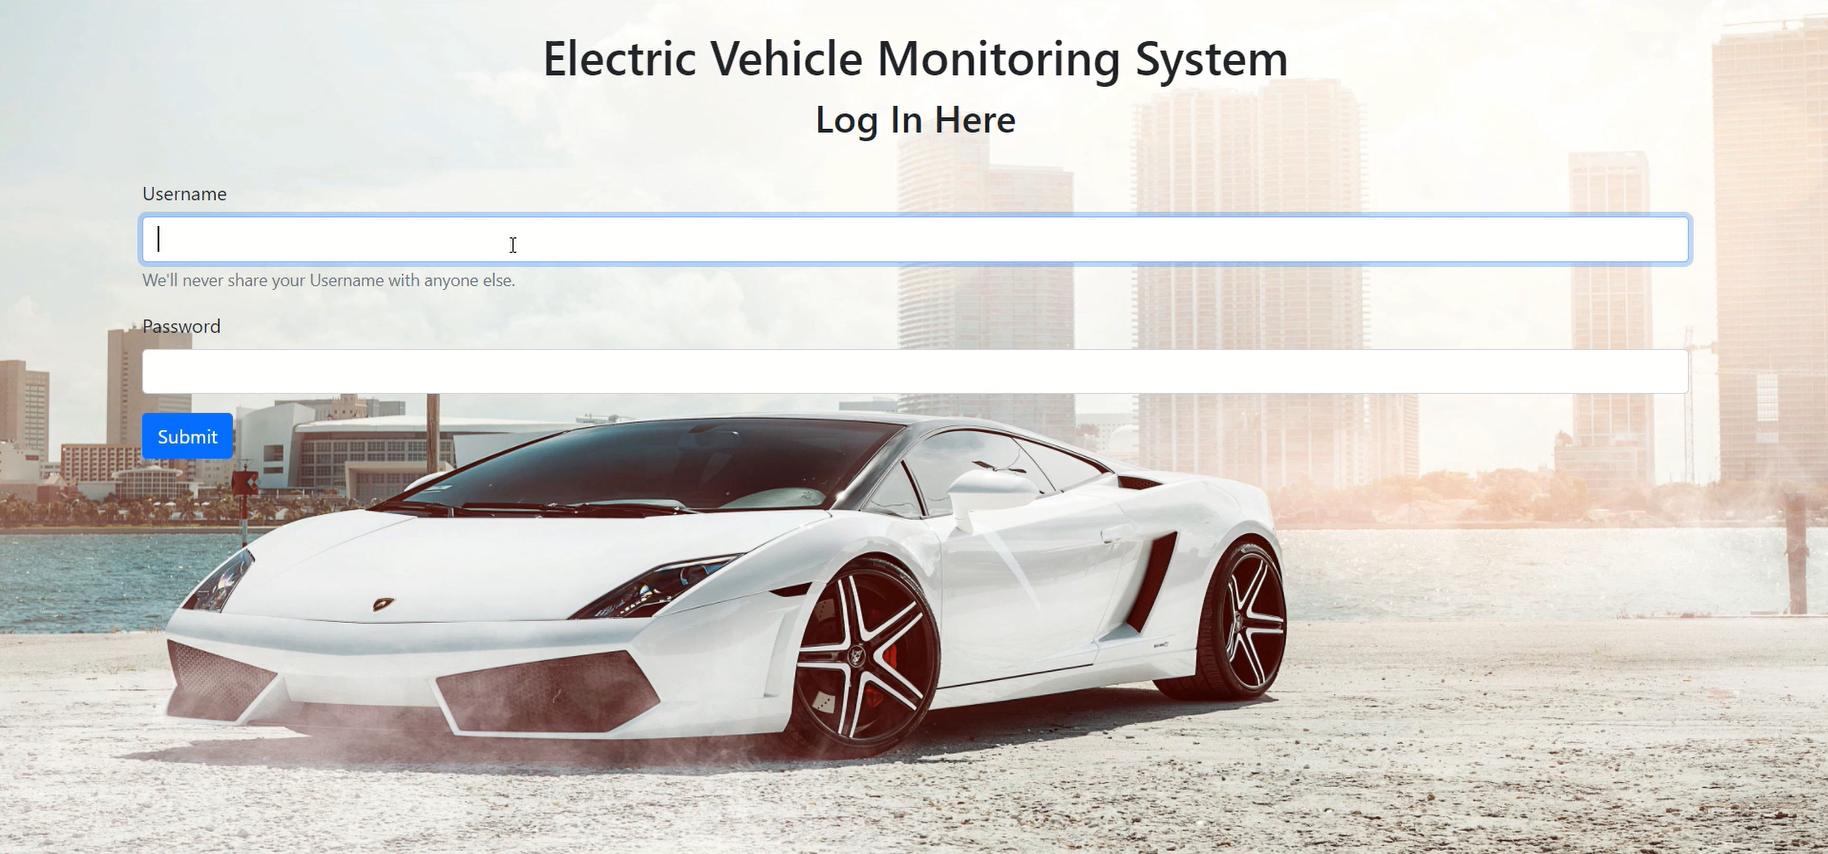 Electric Vehicle Monitoring System
Log In Here
Username
We'll never share your Username with anyone else.
Password
Submit